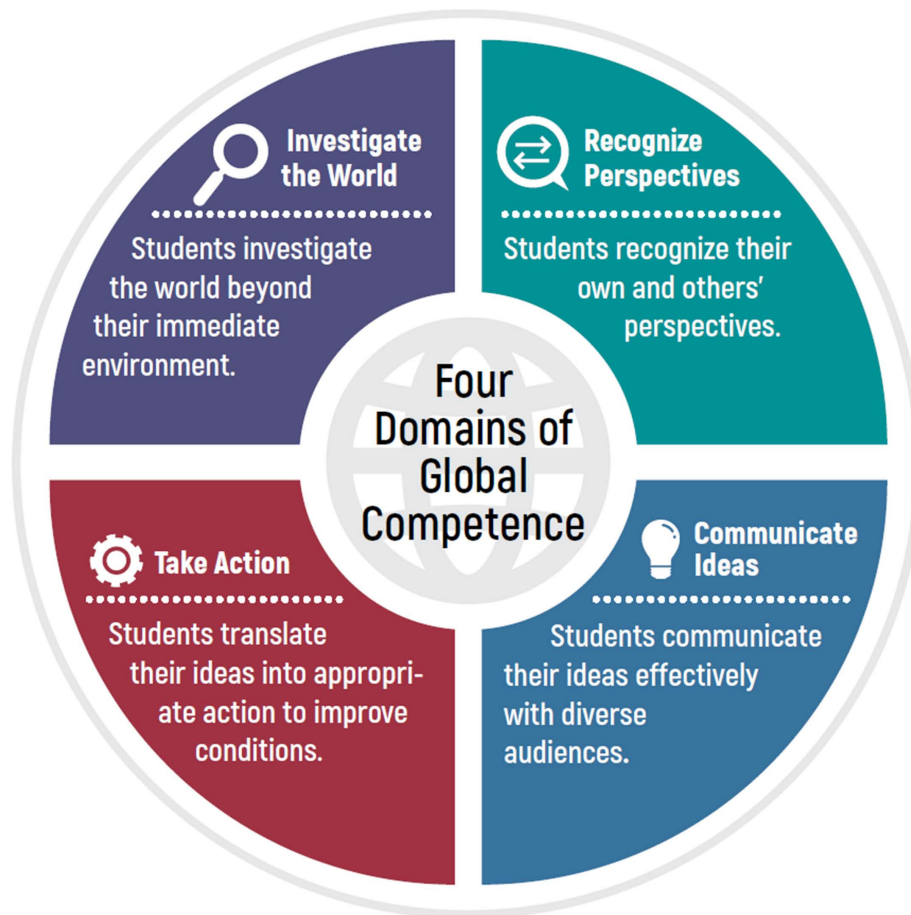 Investigate
the World
Students investigate
the world beyond
their immediate
environment.
Recognize
Perspectives
Students recognize their
own and others’
perspectives.
Four
Domains of
Global
Competence
Take Action
Students translate
their ideas into appropri-
ate action to improve
conditions.
Communicate
Ideas
Students communicate
their ideas effectively
with diverse
audiences.